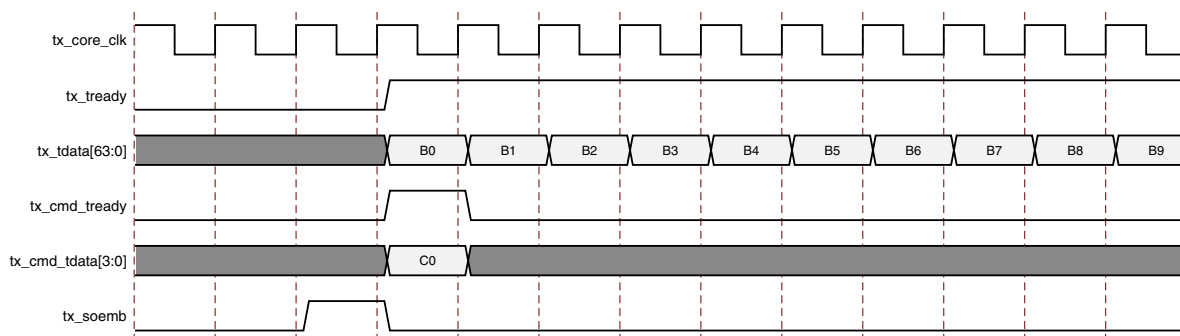 tx_core_clk
tx_tready
tx_tdata[63:0] B0 B1 B2 B3 B4 B5 B6 B7 B8 B9
tx_cmd_tready
tx_cmd_tdata[3:0] C0
tx_soemb